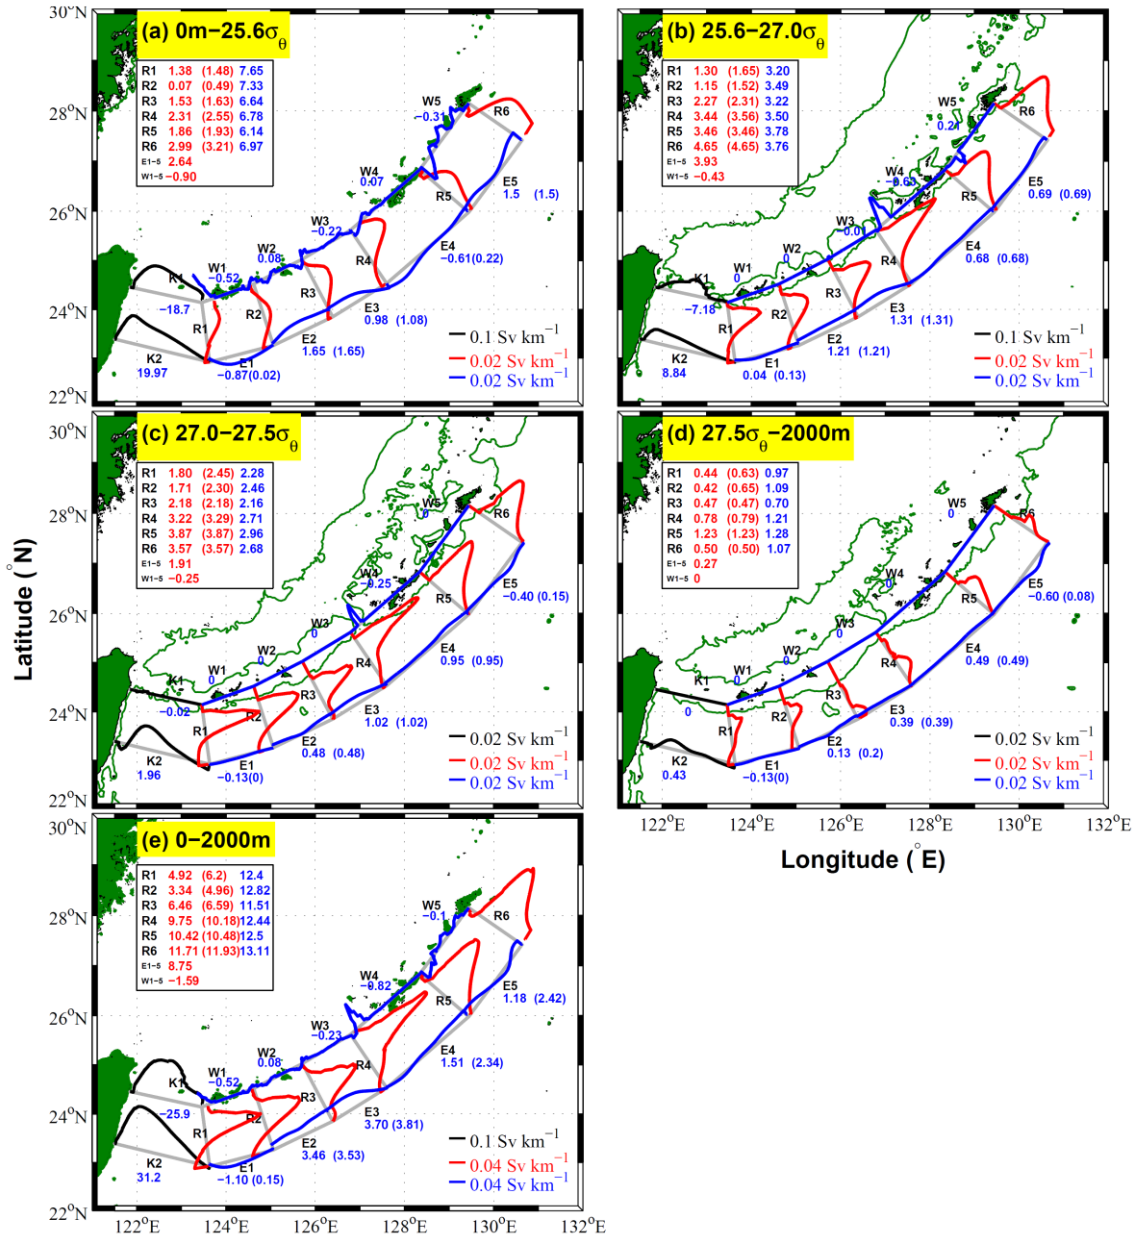 (a) 0m−25.6σθ
R1 1.38 (1.48) 7.65
R2 0.07 (0.49) 7.33
R3 1.53 (1.63) 6.64
R4 2.31 (2.55) 6.78
R5 1.86 (1.93) 6.14
R6 2.99 (3.21) 6.97
E1−5 2.64
W1−5 −0.90
30°N
28°N
26°N
24°N
22°N
W5
−0.31
R6
W4
0.07
R5
E5
1.5 (1.5)
W3
−0.22
W2
0.08
E4
−0.61(0.22)
K1
W1
−0.52
R4
−18.7
R3
R2
R1
E3
0.98 (1.08)
E2
1.65 (1.65)
K2
19.97
E1
−0.87(0.02)
0.1 Sv km−1
0.02 Sv km−1
0.02 Sv km−1
(b) 25.6−27.0σθ
R1 1.30 (1.65) 3.20
R2 1.15 (1.52) 3.49
R3 2.27 (2.31) 3.22
R4 3.44 (3.56) 3.50
R5 3.46 (3.46) 3.78
R6 4.65 (4.65) 3.76
E1−5 3.93
W1−5 −0.43
W5
0.21
R6
W4
−0.63
R5
E5
0.69 (0.69)
W3
−0.01
W2
0
E4
0.68 (0.68)
K1
W1
0
R4
−7.18
R3
R2
R1
E3
1.31 (1.31)
E2
1.21 (1.21)
K2
8.84
E1
0.04 (0.13)
0.1 Sv km−1
0.02 Sv km−1
0.02 Sv km−1
(c) 27.0−27.5σθ
R1 1.80 (2.45) 2.28
R2 1.71 (2.30) 2.46
R3 2.18 (2.18) 2.16
R4 3.22 (3.29) 2.71
R5 3.87 (3.87) 2.96
R6 3.57 (3.57) 2.68
E1−5 1.91
W1−5 −0.25
30°N
28°N
26°N
24°N
22°N
W5
0
R6
W4
−0.25
R5
E5
−0.40 (0.15)
W3
0
W2
0
E4
0.95 (0.95)
K1
W1
0
R4
−0.02
R3
R2
R1
E3
1.02 (1.02)
E2
0.48 (0.48)
K2
1.96
E1
−0.13(0)
0.02 Sv km−1
0.02 Sv km−1
0.02 Sv km−1
(d) 27.5σθ−2000m
R1 0.44 (0.63) 0.97
R2 0.42 (0.65) 1.09
R3 0.47 (0.47) 0.70
R4 0.78 (0.79) 1.21
R5 1.23 (1.23) 1.28
R6 0.50 (0.50) 1.07
E1−5 0.27
W1−5 0
W5
0
R6
W4
0
R5
E5
−0.60 (0.08)
W3
0
W2
0
E4
0.49 (0.49)
K1
W1
0
R4
0
R3
R2
R1
E3
0.39 (0.39)
E2
0.13 (0.2)
K2
0.43
E1
−0.13(0)
0.02 Sv km−1
0.02 Sv km−1
0.02 Sv km−1
122°E 124°E 126°E 128°E 130°E 132°E
Longitude (°E)
Latitude (°N)
(e) 0−2000m
R1 4.92 (6.2) 12.4
R2 3.34 (4.96) 12.82
R3 6.46 (6.59) 11.51
R4 9.75 (10.18) 12.44
R5 10.42 (10.48) 12.5
R6 11.71 (11.93) 13.11
E1−5 8.75
W1−5 −1.59
30°N
28°N
26°N
24°N
22°N
W5
−0.1
R6
W4
−0.82
R5
E5
1.18 (2.42)
W3
−0.23
W2
0.08
E4
1.51 (2.34)
K1
W1
−0.52
R4
−25.9
R3
R2
R1
E3
3.70 (3.81)
E2
3.46 (3.53)
K2
31.2
E1
−1.10 (0.15)
0.1 Sv km−1
0.04 Sv km−1
0.04 Sv km−1
122°E 124°E 126°E 128°E 130°E 132°E